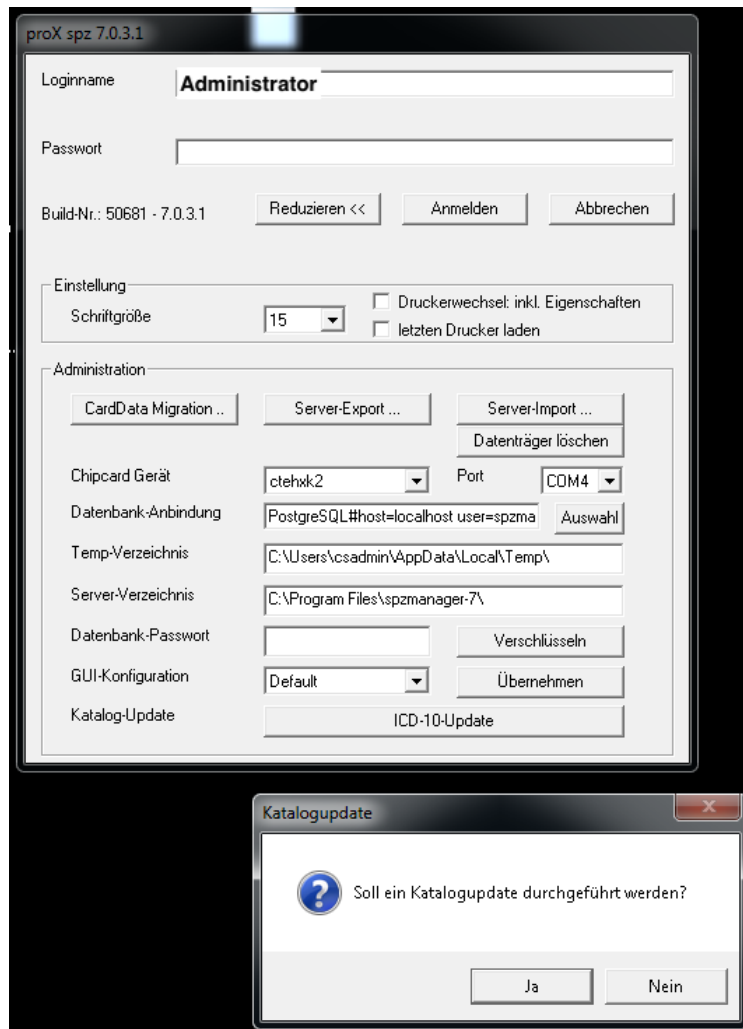 proX spz 7.0.3.1
Loginname Administrator
Passwort
Build-Nr.: 50681 - 7.0.3.1 Reduzieren << Anmelden Abbrechen
Einstellung
Schriftgröße 15 Druckerwechsel: inkl. Eigenschaften
letzten Drucker laden
Administration
CardData Migration .. Server-Export ... Server-Import ...
Datenträger löschen
Chipcard Gerät ctehxk2 Port COM4
Datenbank-Anbindung PostgreSQL#host=localhost user=spzma Auswahl
Temp-Verzeichnis C:\Users\csadmin\AppData\Local\Temp\
Server-Verzeichnis C:\Program Files\spzmanager-7\
Datenbank-Passwort Verschlüsseln
GUI-Konfiguration Default Übernehmen
Katalog-Update ICD-10-Update
Katalogupdate
Soll ein Katalogupdate durchgeführt werden?
Ja Nein